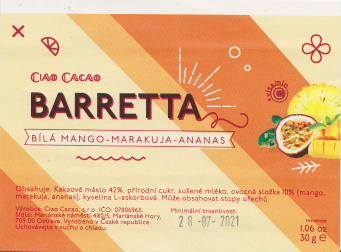 CIAO CACAO
vitamin
C
BARRETTA
BÍLÁ MANGO-MARAKUJA-ANANAS
Obsahuje: Kakaové máslo 42%, přírodní cukr, sušené mléko, ovocná složka 10% (mango,
marakuja, ananas), kyselina L-askorbová. Může obsahovat stopy ořechů.
Výrobce: Ciao Cacao, s.r.o. IČO: 07806965
Sídlo: Mariánské náměstí 480/5, Mariánské Hory,
709 00 Ostrava. Vyrobeno v České republice.
Uchovávejte v suchu a chladu.
Minimální trvanlivost:
28-07-2021
1.06 oz
30 g e